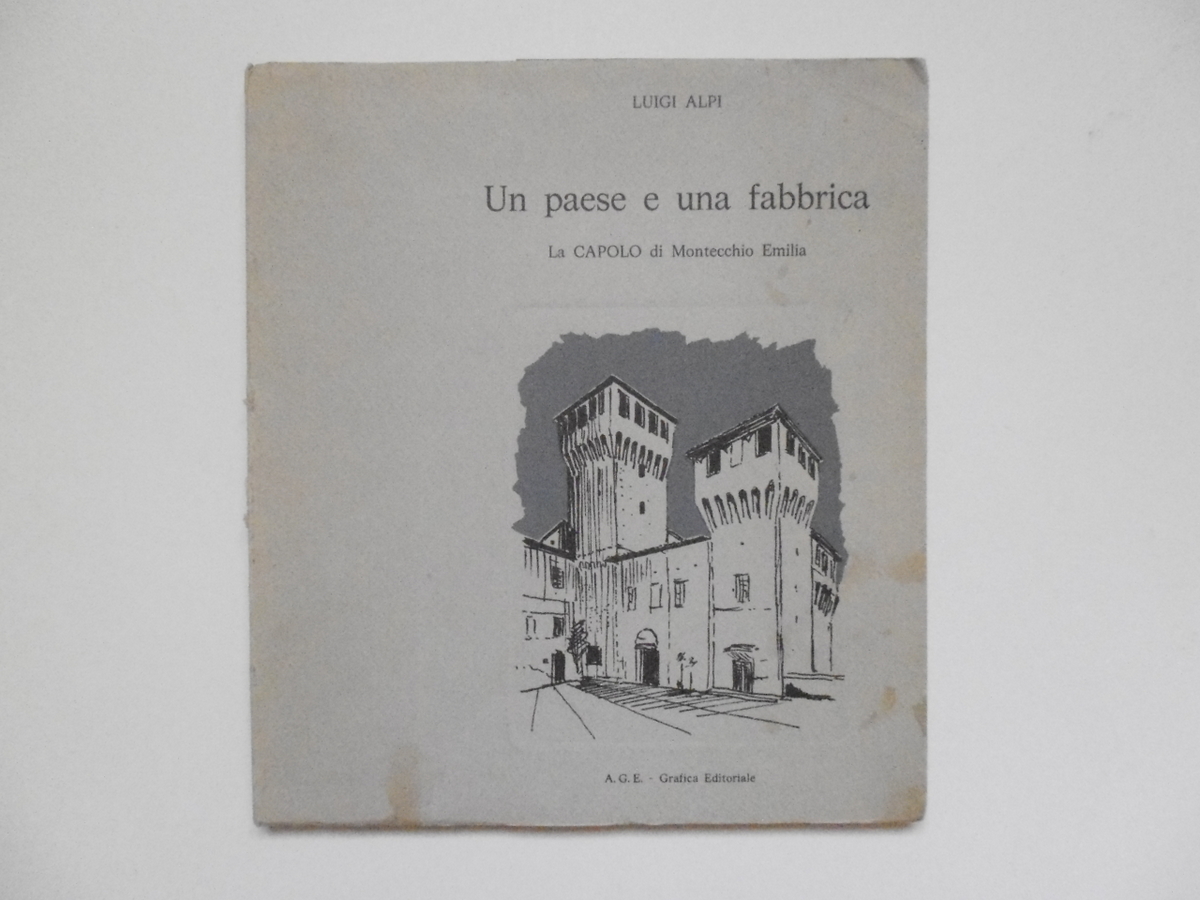 LUIGI ALPI
Un paese e una fabbrica
La CAPOLO di Montecchio Emilia
A. G. E. - Grafica Editoriale